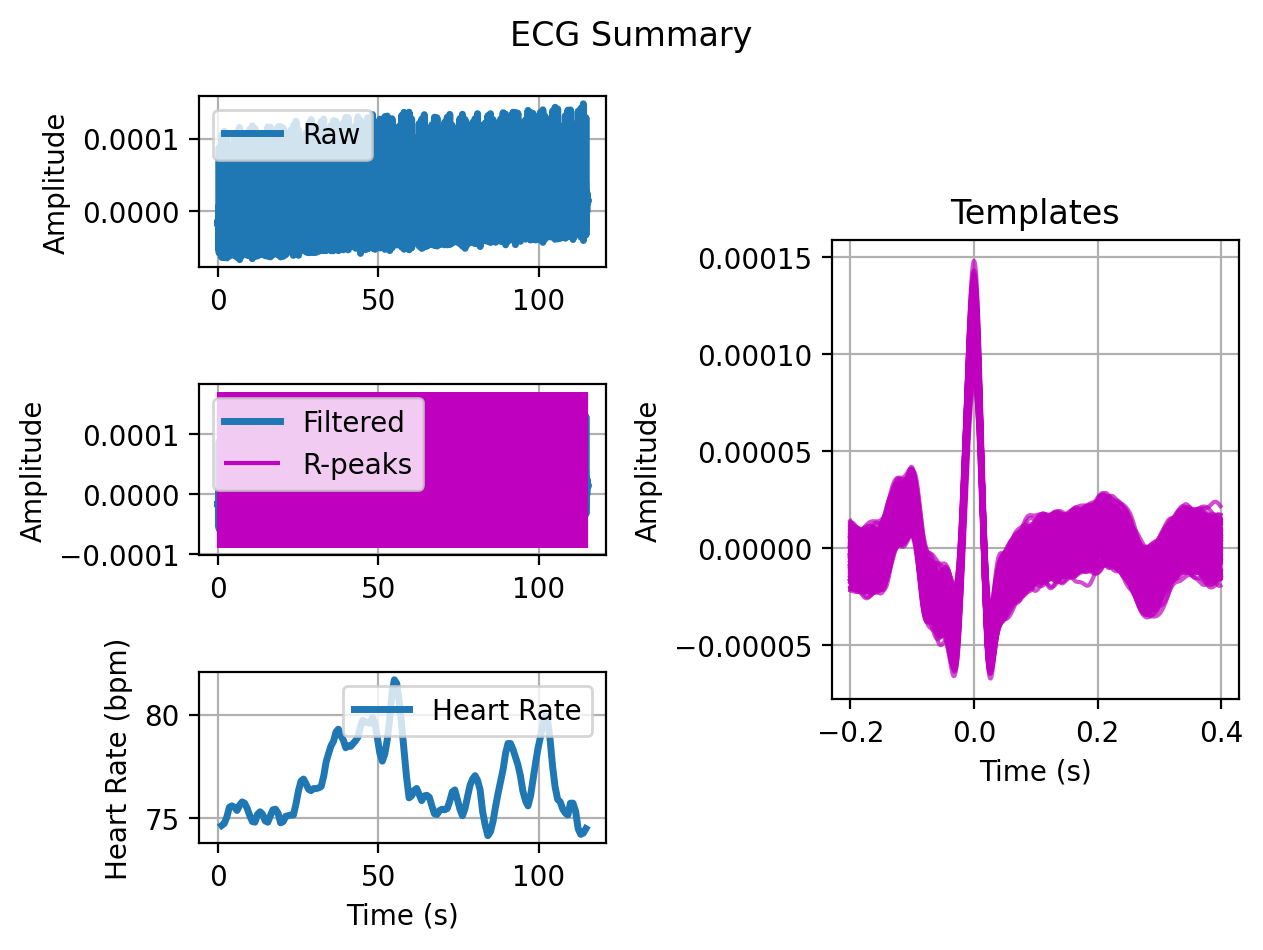 ECG Summary
Amplitude
0.0001
0.0000
Raw
0 50 100
Amplitude
0.0001
0.0000
−0.0001
Filtered
R-peaks
0 50 100
Heart Rate (bpm)
80
75
Heart Rate
0 50 100
Time (s)
Templates
Amplitude
0.00015
0.00010
0.00005
0.00000
−0.00005
−0.2 0.0 0.2 0.4
Time (s)